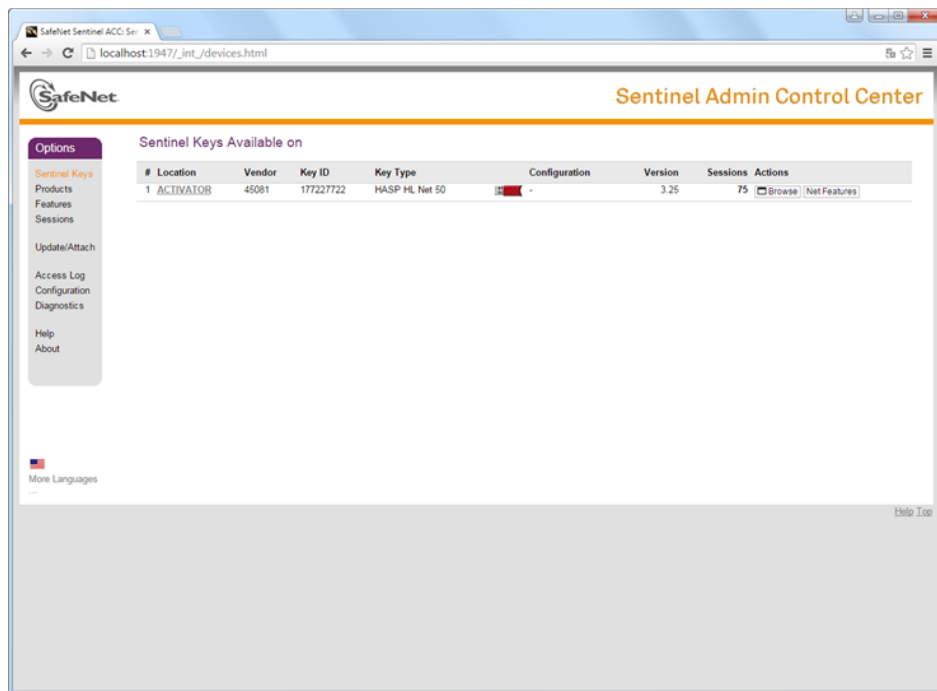 SafeNet Sentinel ACC: Ser
localhost:1947/_int_/devices.html
SafeNet.
Sentinel Admin Control Center
Options
Sentinel Keys
Products
Features
Sessions
Update/Attach
Access Log
Configuration
Diagnostics
Help
About
Sentinel Keys Available on
# Location Vendor Key ID Key Type Configuration Version Sessions Actions
1 ACTIVATOR 45081 177227722 HASP HL Net 50 - 3.25 75 Browse Net Features
More Languages
...
Help Top